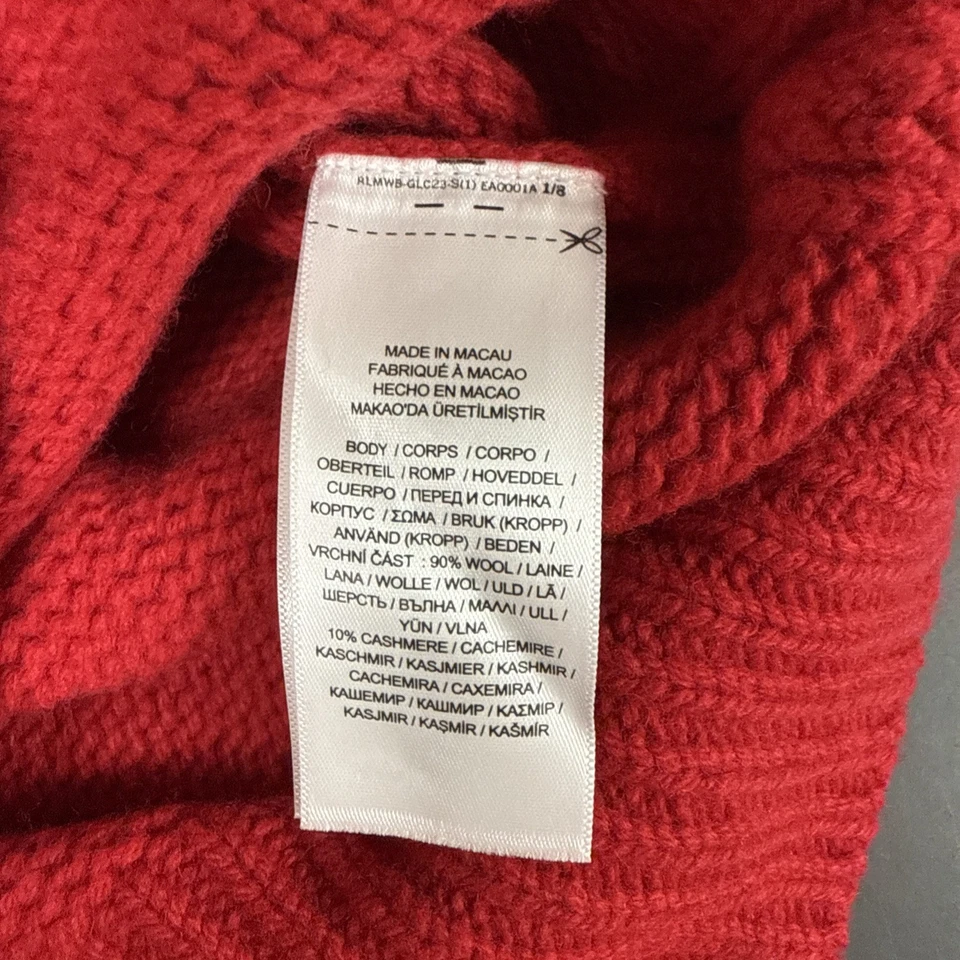 RLMWB-GLC23-S(1) EA0001A 1/8
MADE IN MACAU
FABRIQUÉ À MACAO
HECHO EN MACAO
MAKAO'DA ÜRETİLMİŞTİR
BODY / CORPS / CORPO /
OBERTEIL / ROMP / HOVEDDEL /
CUERPO / ПЕРЕД И СПИНКА /
КОРПУС / ΣΩΜΑ / BRUK (KROPP) /
ANVÄND (KROPP) / BEDEN /
VRCHNÍ ČÁST : 90% WOOL / LAINE /
LANA / WOLLE / WOL / ULD / LÃ /
ШЕРСТЬ / ВЪЛНА / ΜΑΛΛΙ / ULL /
YÜN / VLNA
10% CASHMERE / CACHEMIRE /
KASCHMIR / KASJMIER / KASHMIR /
CACHEMIRA / CAXEMIRA /
КАШЕМИР / КАШМИР / ΚΑΣΜΙΡ /
KASJMIR / KAŞMİR / KAŠMÍR